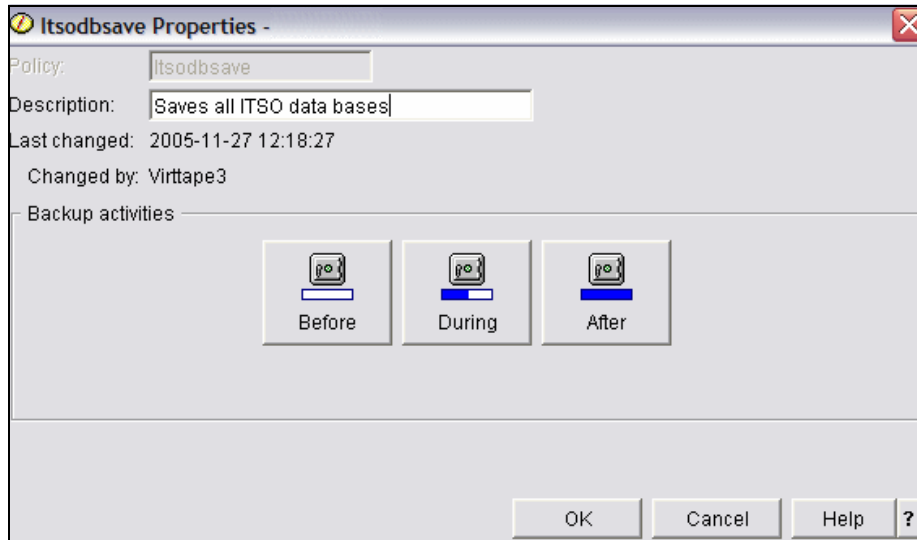 Itsodbsave Properties -
Policy: Itsodbsave
Description: Saves all ITSO data bases
Last changed: 2005-11-27 12:18:27
Changed by: Virttape3
Backup activities
Before During After
OK Cancel Help ?